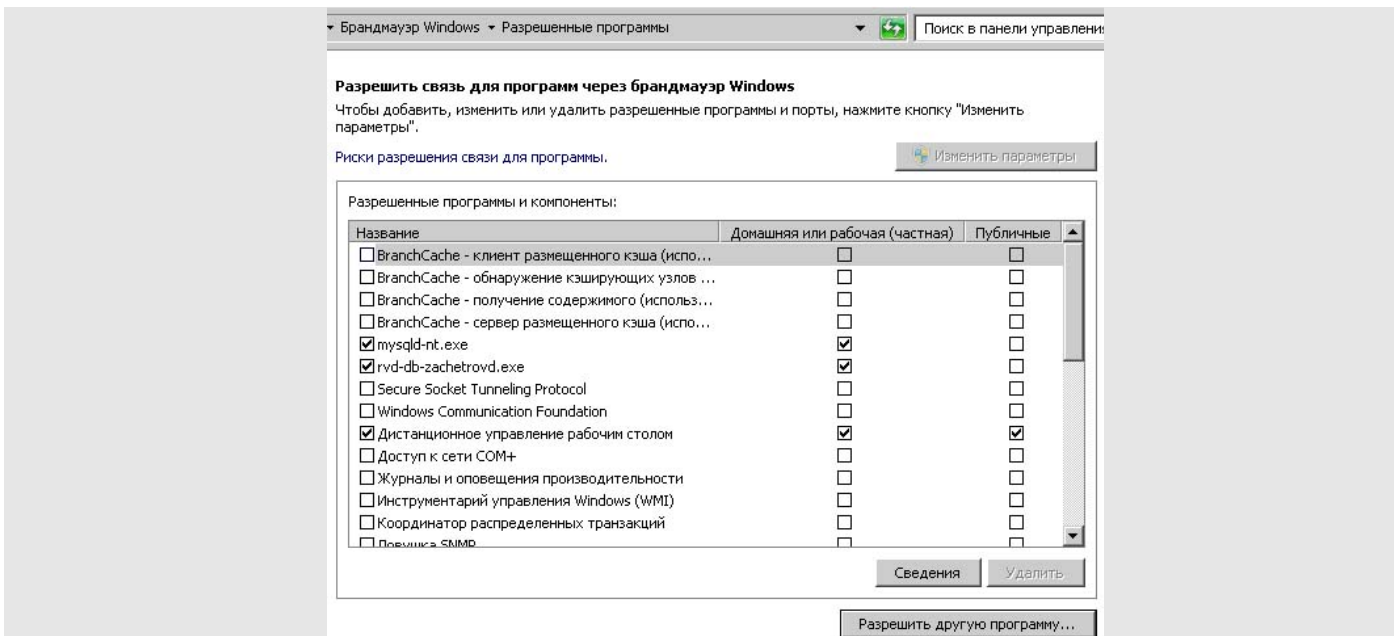 Брандмауэр Windows Разрешенные программы
Поиск в панели управлени
Разрешить связь для программ через брандмауэр Windows
Чтобы добавить, изменить или удалить разрешенные программы и порты, нажмите кнопку "Изменить
параметры".
Риски разрешения связи для программы.
Изменить параметры
Разрешенные программы и компоненты:
Название Домашняя или рабочая (частная) Публичные
BranchCache - клиент размещенного кэша (испо...
BranchCache - обнаружение кэширующих узлов ...
BranchCache - получение содержимого (использ...
BranchCache - сервер размещенного кэша (испо...
mysqld-nt.exe
rvd-db-zachetrovd.exe
Secure Socket Tunneling Protocol
Windows Communication Foundation
Дистанционное управление рабочим столом
Доступ к сети COM+
Журналы и оповещения производительности
Инструментарий управления Windows (WMI)
Координатор распределенных транзакций
Ловушка SNMP
Сведения Удалить
Разрешить другую программу...